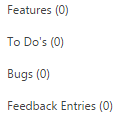 Features (0)
To Do's (0)
Bugs (0)
Feedback Entries (0)